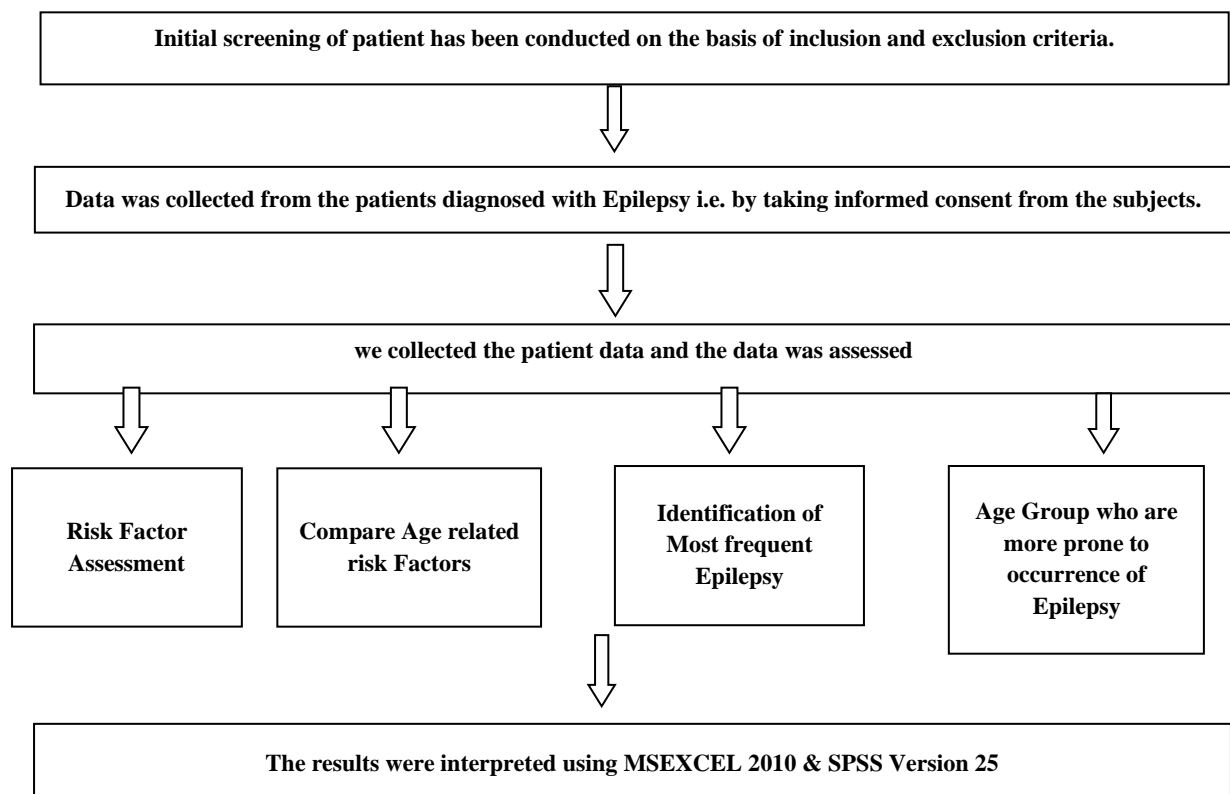 Initial screening of patient has been conducted on the basis of inclusion and exclusion criteria.
Data was collected from the patients diagnosed with Epilepsy i.e. by taking informed consent from the subjects.
we collected the patient data and the data was assessed
Risk Factor
Assessment
Compare Age related
risk Factors
Identification of
Most frequent
Epilepsy
Age Group who are
more prone to
occurrence of
Epilepsy
The results were interpreted using MSEXCEL 2010 & SPSS Version 25